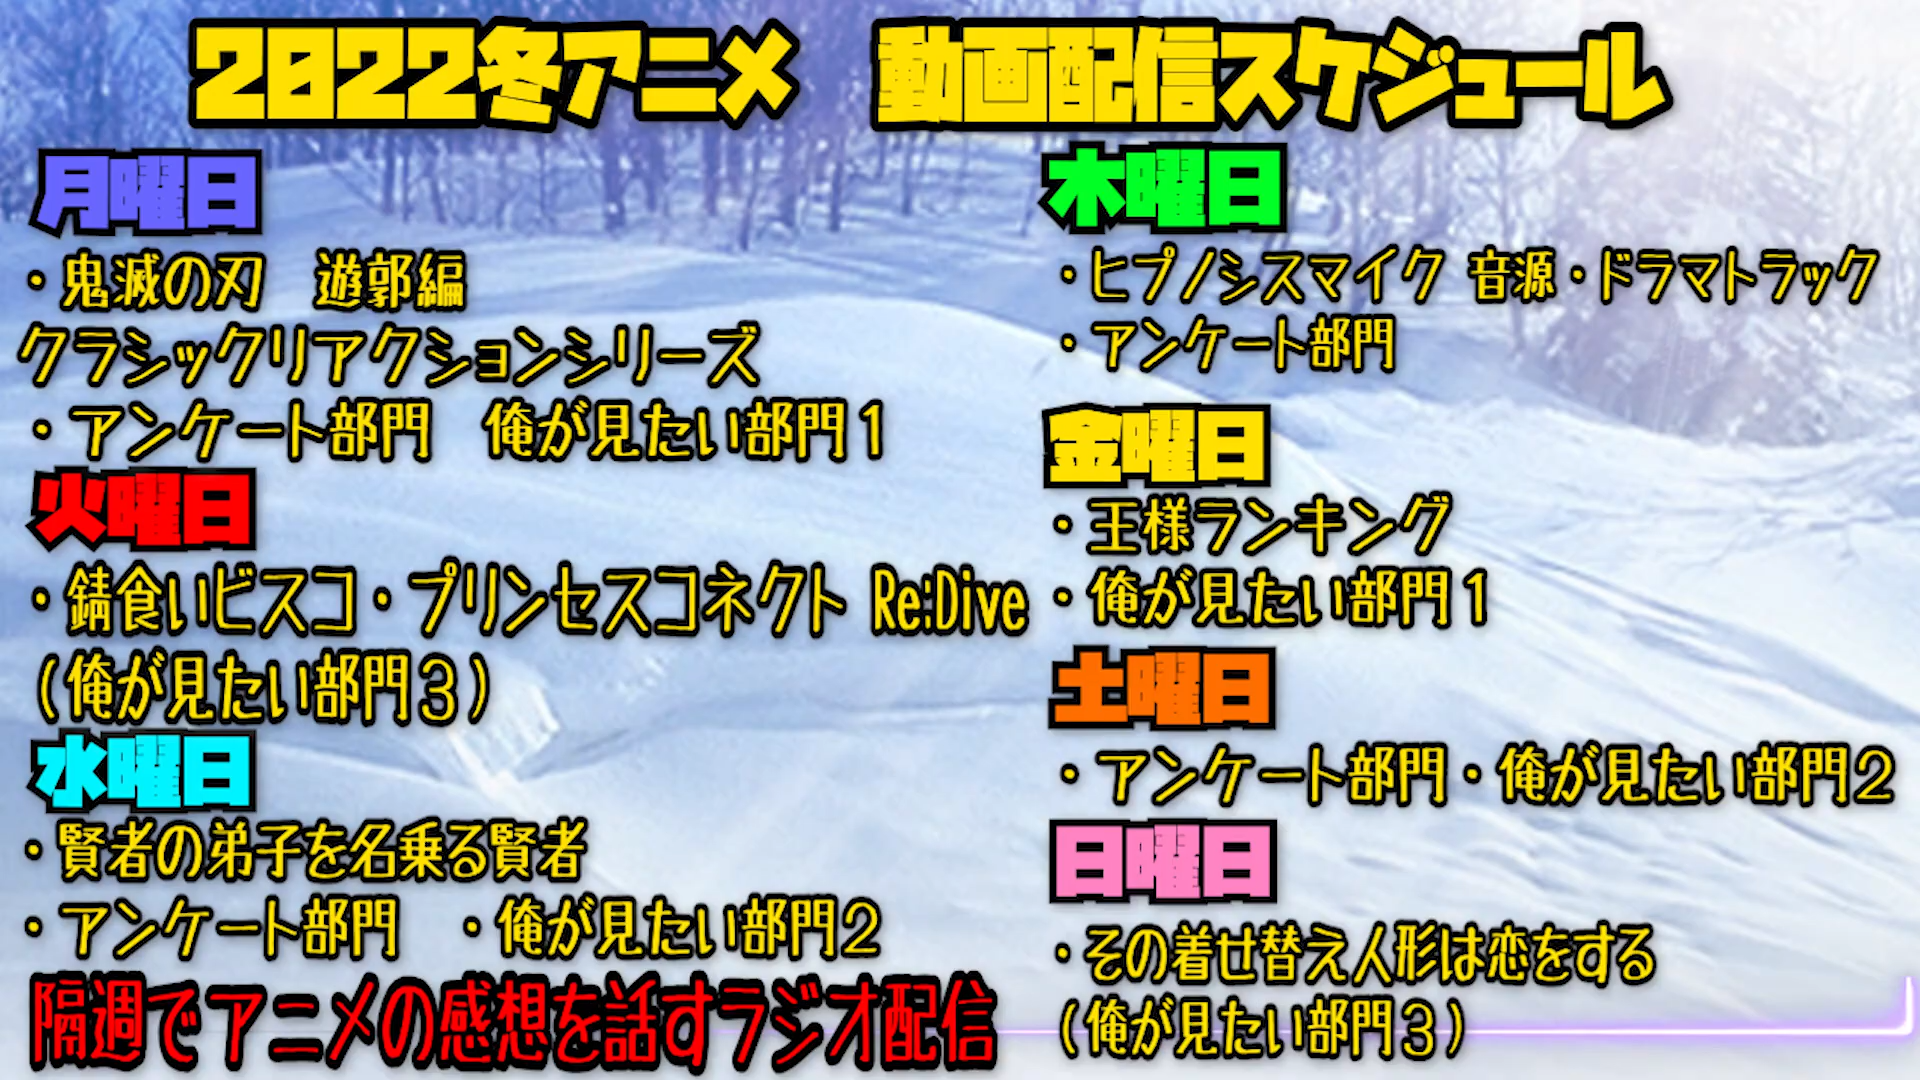 2022冬アニメ　動画配信スケジュール
月曜日
・鬼滅の刃　遊郭編
クラシックリアクションシリーズ
・アンケート部門　俺が見たい部門１
火曜日
・錆食いビスコ・プリンセスコネクト Re:Dive
（俺が見たい部門３）
水曜日
・賢者の弟子を名乗る賢者
・アンケート部門　・俺が見たい部門２
隔週でアニメの感想を話すラジオ配信
木曜日
・ヒプノシスマイク 音源・ドラマトラック
・アンケート部門
金曜日
・王様ランキング
・俺が見たい部門１
土曜日
・アンケート部門・俺が見たい部門２
日曜日
・その着せ替え人形は恋をする
（俺が見たい部門３）